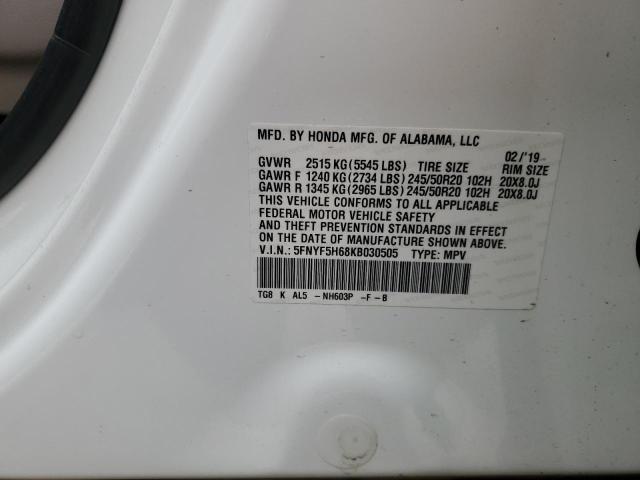 MFD. BY HONDA MFG. OF ALABAMA, LLC 02/'19
GVWR 2515 KG (5545 LBS) TIRE SIZE RIM SIZE
GAWR F 1240 KG (2734 LBS) 245/50R20 102H 20X8.0J
GAWR R 1345 KG (2965 LBS) 245/50R20 102H 20X8.0J
THIS VEHICLE CONFORMS TO ALL APPLICABLE
FEDERAL MOTOR VEHICLE SAFETY
AND THEFT PREVENTION STANDARDS IN EFFECT
ON THE DATE OF MANUFACTURE SHOWN ABOVE.
V.I.N.: 5FNYF5H68KB030505 TYPE: MPV
TG8 K AL5 -NH603P -F-B